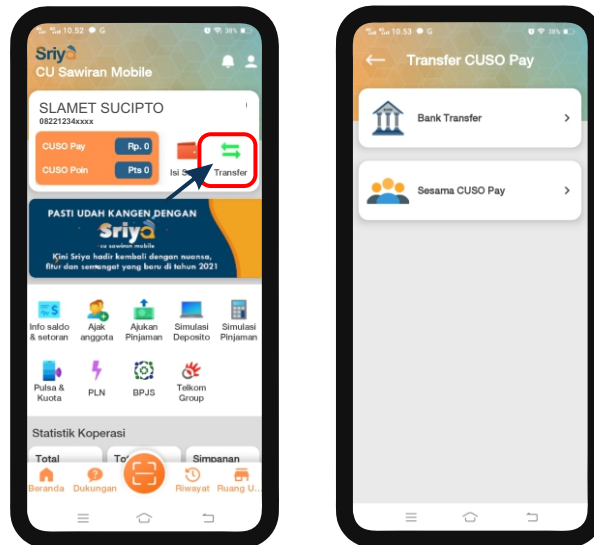 10.52 G 38%
Sriya
CU Sawiran Mobile
SLAMET SUCIPTO
08221234xxxx
CUSO Pay Rp. 0
CUSO Poin Pts 0
Isi Transfer
PASTI UDAH KANGEN DENGAN
Sriya
cu sawiran mobile
Kini Sriya hadir kembali dengan nuansa,
fitur dan semangat yang baru di tahun 2021
Info saldo & setoran
Ajak anggota
Ajukan Pinjaman
Simulasi Deposito
Simulasi Pinjaman
Pulsa & Kuota
PLN
BPJS
Telkom Group
Statistik Koperasi
Total
Simpanan
Beranda Dukungan Riwayat Ruang U...
10.53 G 38%
Transfer CUSO Pay
Bank Transfer
Sesama CUSO Pay